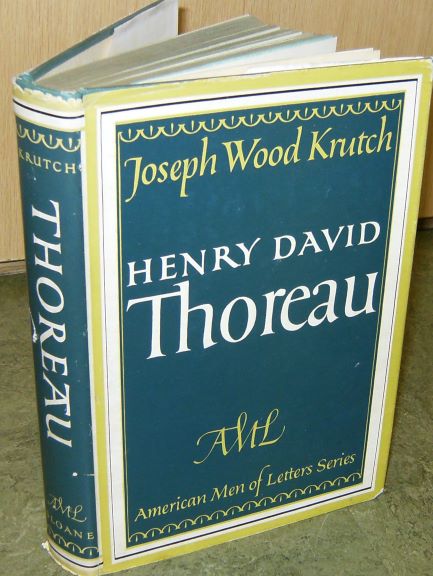 Joseph Wood Krutch
HENRY DAVID
Thoreau
AML
American Men of Letters Series
KRUTCH
THOREAU
AML
SLOANE